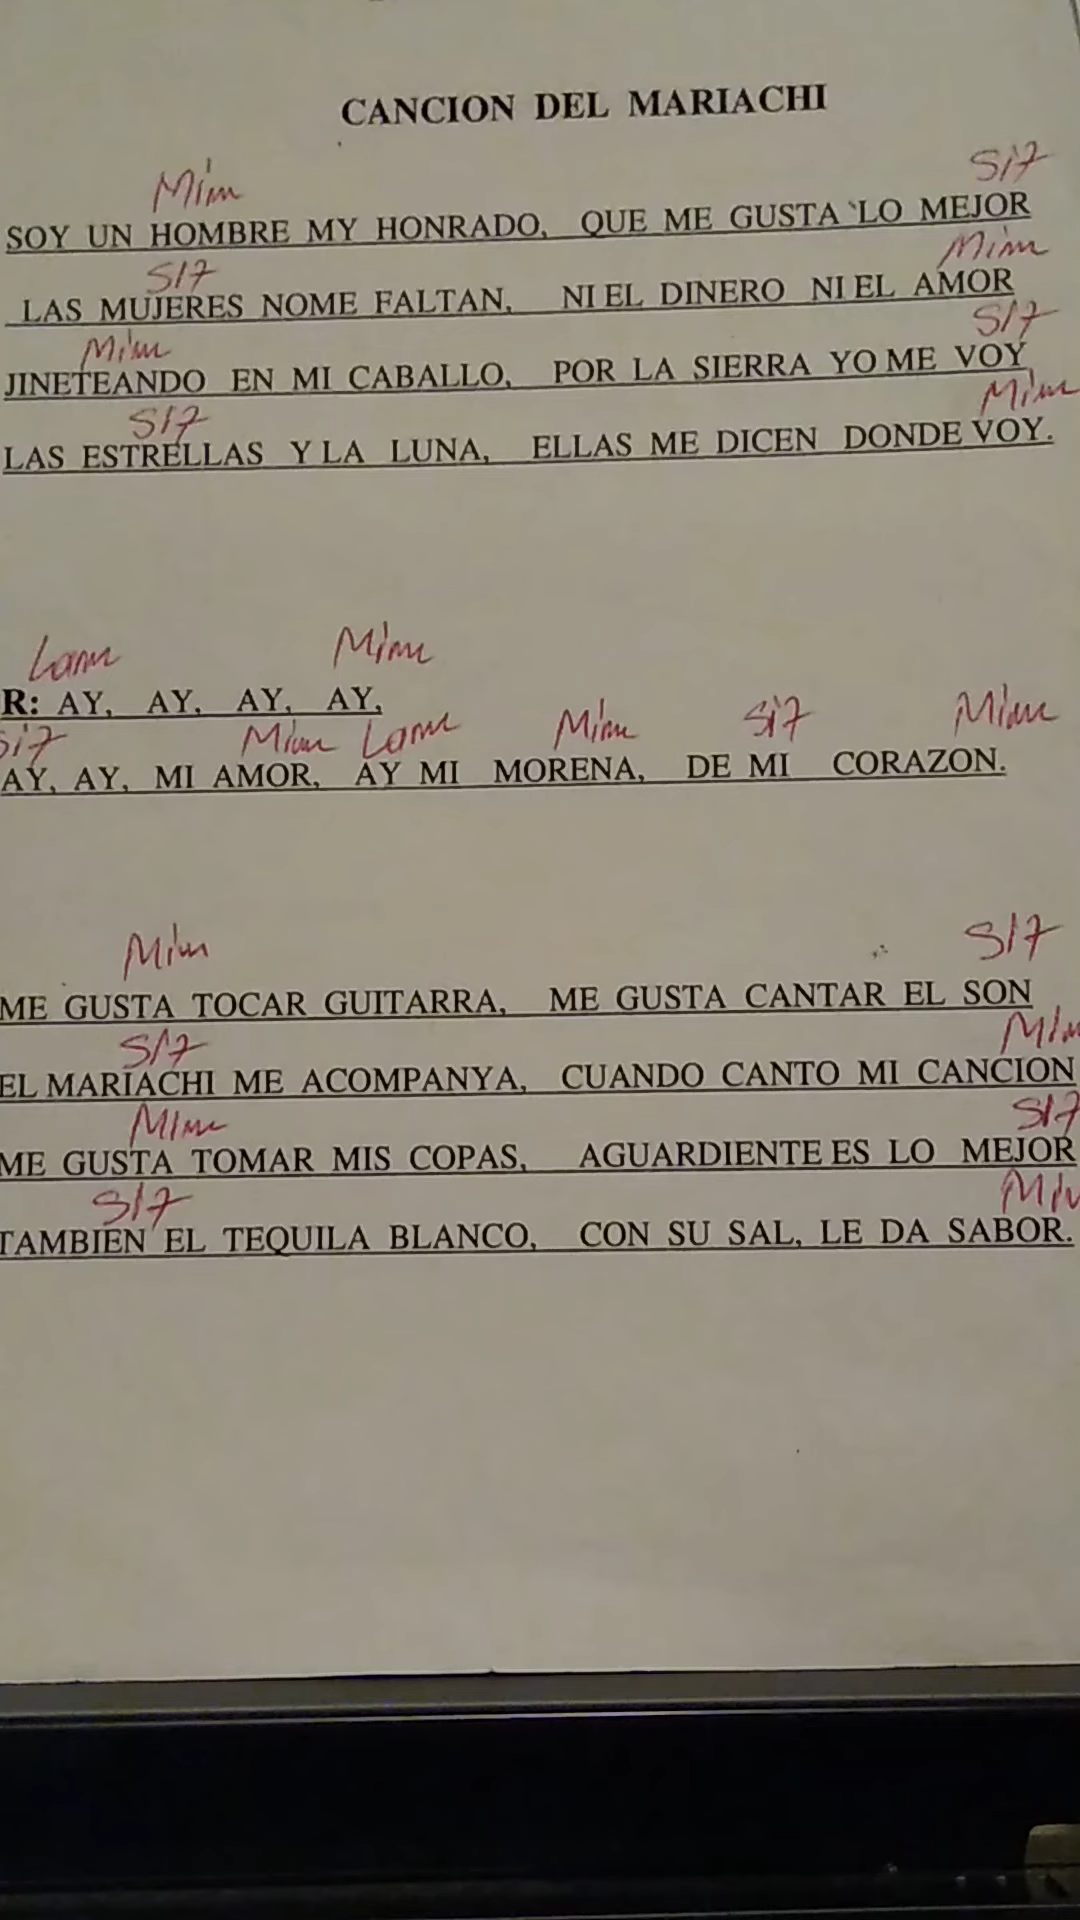 CANCION DEL MARIACHI
Mim Si7
SOY UN HOMBRE MY HONRADO, QUE ME GUSTA LO MEJOR
SI7 Mim
LAS MUJERES NOME FALTAN, NI EL DINERO NI EL AMOR
Mim SI7
JINETEANDO EN MI CABALLO, POR LA SIERRA YO ME VOY
SI7 Mim
LAS ESTRELLAS Y LA LUNA, ELLAS ME DICEN DONDE VOY.
Lam Mim
R: AY, AY, AY, AY,
Si7 Mim Lam Mim Si7 Mim
AY, AY, MI AMOR, AY MI MORENA, DE MI CORAZON.
Mim SI7
ME GUSTA TOCAR GUITARRA, ME GUSTA CANTAR EL SON
SI7 Mim
EL MARIACHI ME ACOMPANYA, CUANDO CANTO MI CANCION
MIm SI7
ME GUSTA TOMAR MIS COPAS, AGUARDIENTE ES LO MEJOR
SI7 Mim
TAMBIEN EL TEQUILA BLANCO, CON SU SAL, LE DA SABOR.